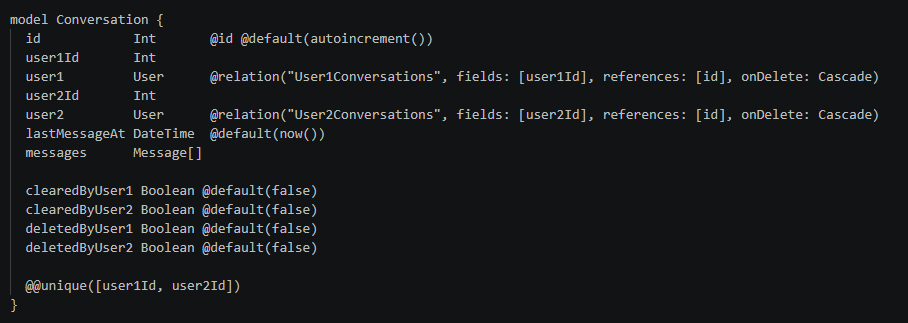 model Conversation {
  id            Int       @id @default(autoincrement())
  user1Id       Int
  user1         User      @relation("User1Conversations", fields: [user1Id], references: [id], onDelete: Cascade)
  user2Id       Int
  user2         User      @relation("User2Conversations", fields: [user2Id], references: [id], onDelete: Cascade)
  lastMessageAt DateTime  @default(now())
  messages      Message[]

  clearedByUser1 Boolean @default(false)
  clearedByUser2 Boolean @default(false)
  deletedByUser1 Boolean @default(false)
  deletedByUser2 Boolean @default(false)

  @@unique([user1Id, user2Id])
}